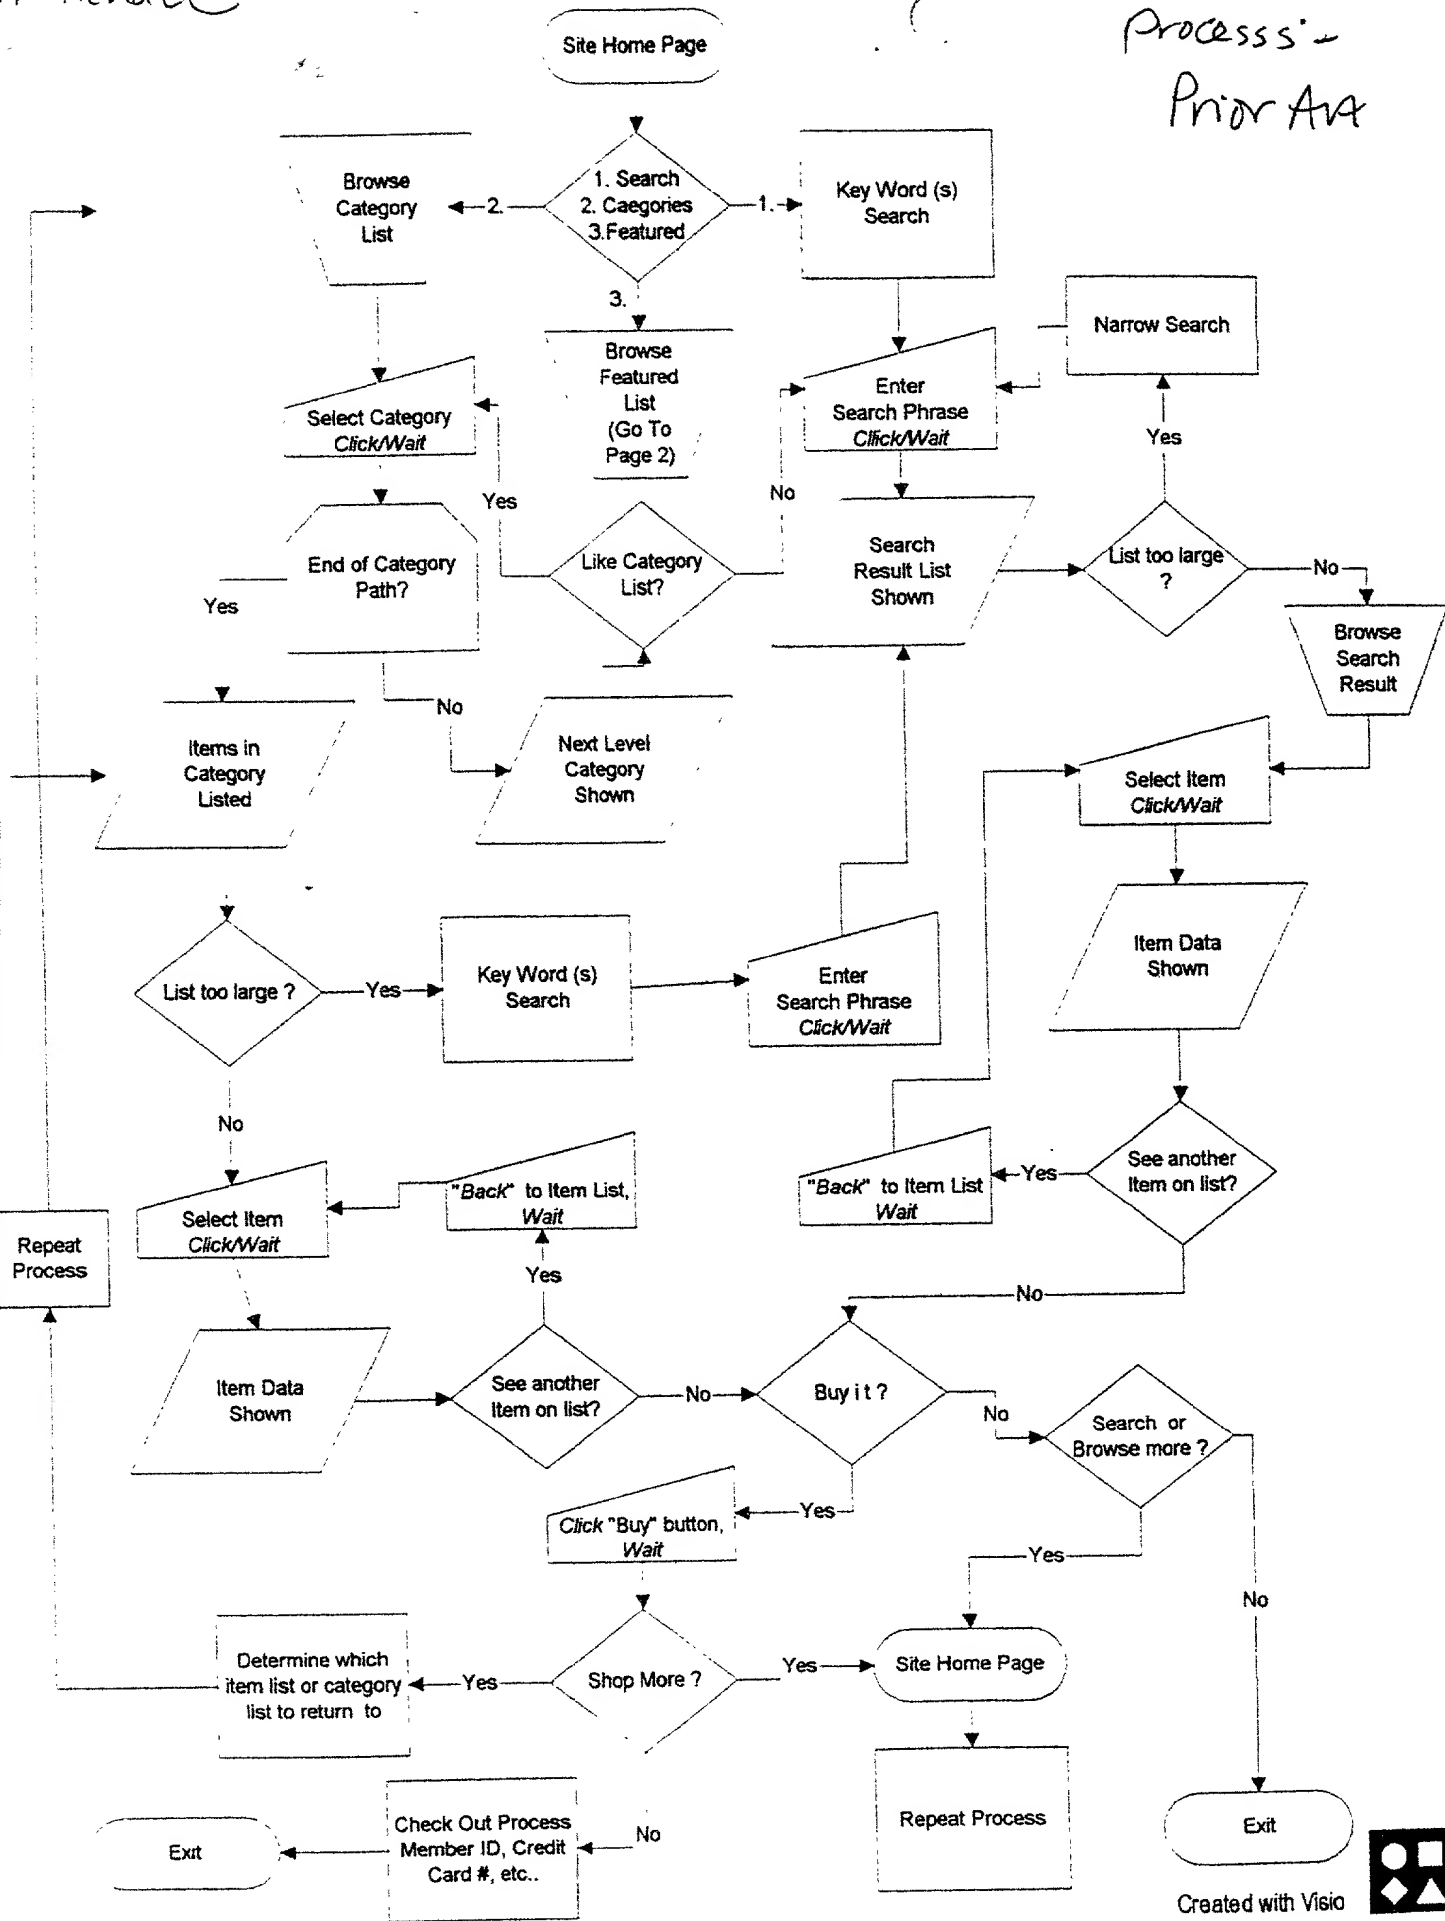 Processs:-
Prior Art
Site Home Page
1. Search
2. Caegories
3.Featured
2.
1.
3.
Browse
Category
List
Key Word (s)
Search
Narrow Search
Browse
Featured
List
(Go To
Page 2)
Enter
Search Phrase
Cllick/Wait
Select Category
Click/Wait
Yes
Yes
No
End of Category
Path?
Like Category
List?
Search
Result List
Shown
List too large
?
No
Yes
Browse
Search
Result
No
Items in
Category
Listed
Next Level
Category
Shown
Select Item
Click/Wait
Item Data
Shown
List too large ?
Yes
Key Word (s)
Search
Enter
Search Phrase
Click/Wait
No
See another
Item on list?
Yes
"Back" to Item List
Wait
"Back" to Item List,
Wait
Select Item
Click/Wait
Repeat
Process
Yes
No
Item Data
Shown
See another
Item on list?
No
Buy it ?
No
Search or
Browse more ?
Click "Buy" button,
Wait
Yes
Yes
No
Determine which
item list or category
list to return to
Yes
Shop More ?
Yes
Site Home Page
Repeat Process
Check Out Process
Member ID, Credit
Card #, etc..
No
Exit
Exit
Created with Visio